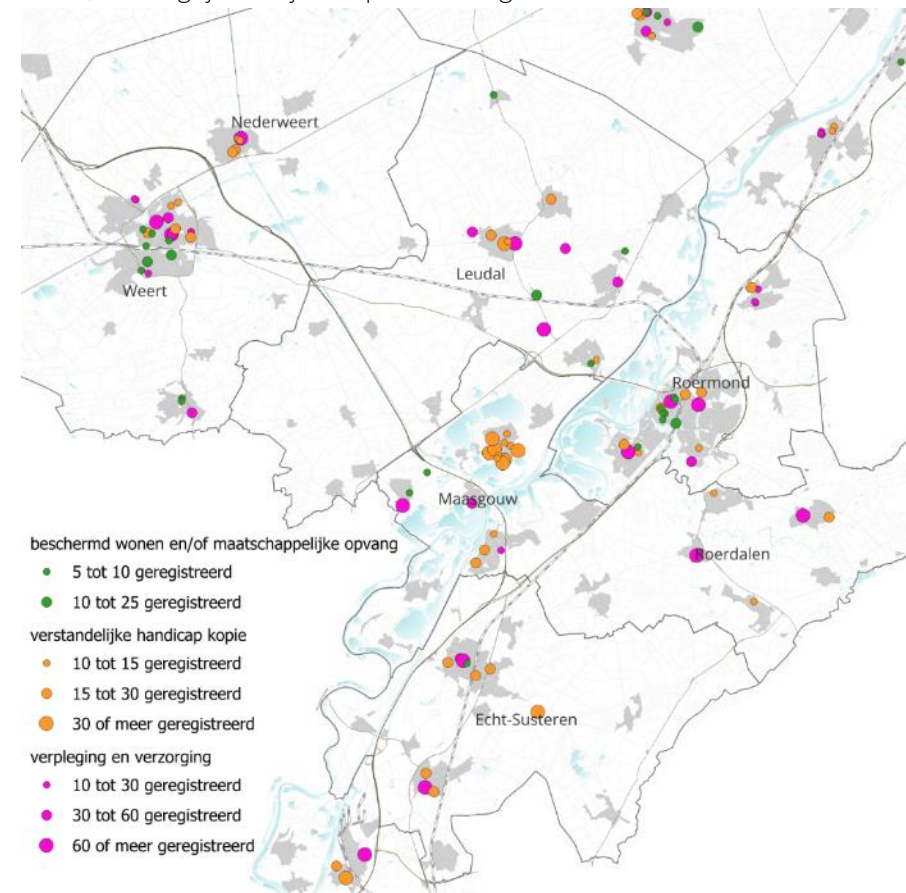 Nederweert
Weert
Leudal
Roermond
Maasgouw
Roerdalen
Echt-Susteren
beschermd wonen en/of maatschappelijke opvang
5 tot 10 geregistreerd
10 tot 25 geregistreerd
verstandelijke handicap kopie
10 tot 15 geregistreerd
15 tot 30 geregistreerd
30 of meer geregistreerd
verpleging en verzorging
10 tot 30 geregistreerd
30 tot 60 geregistreerd
60 of meer geregistreerd